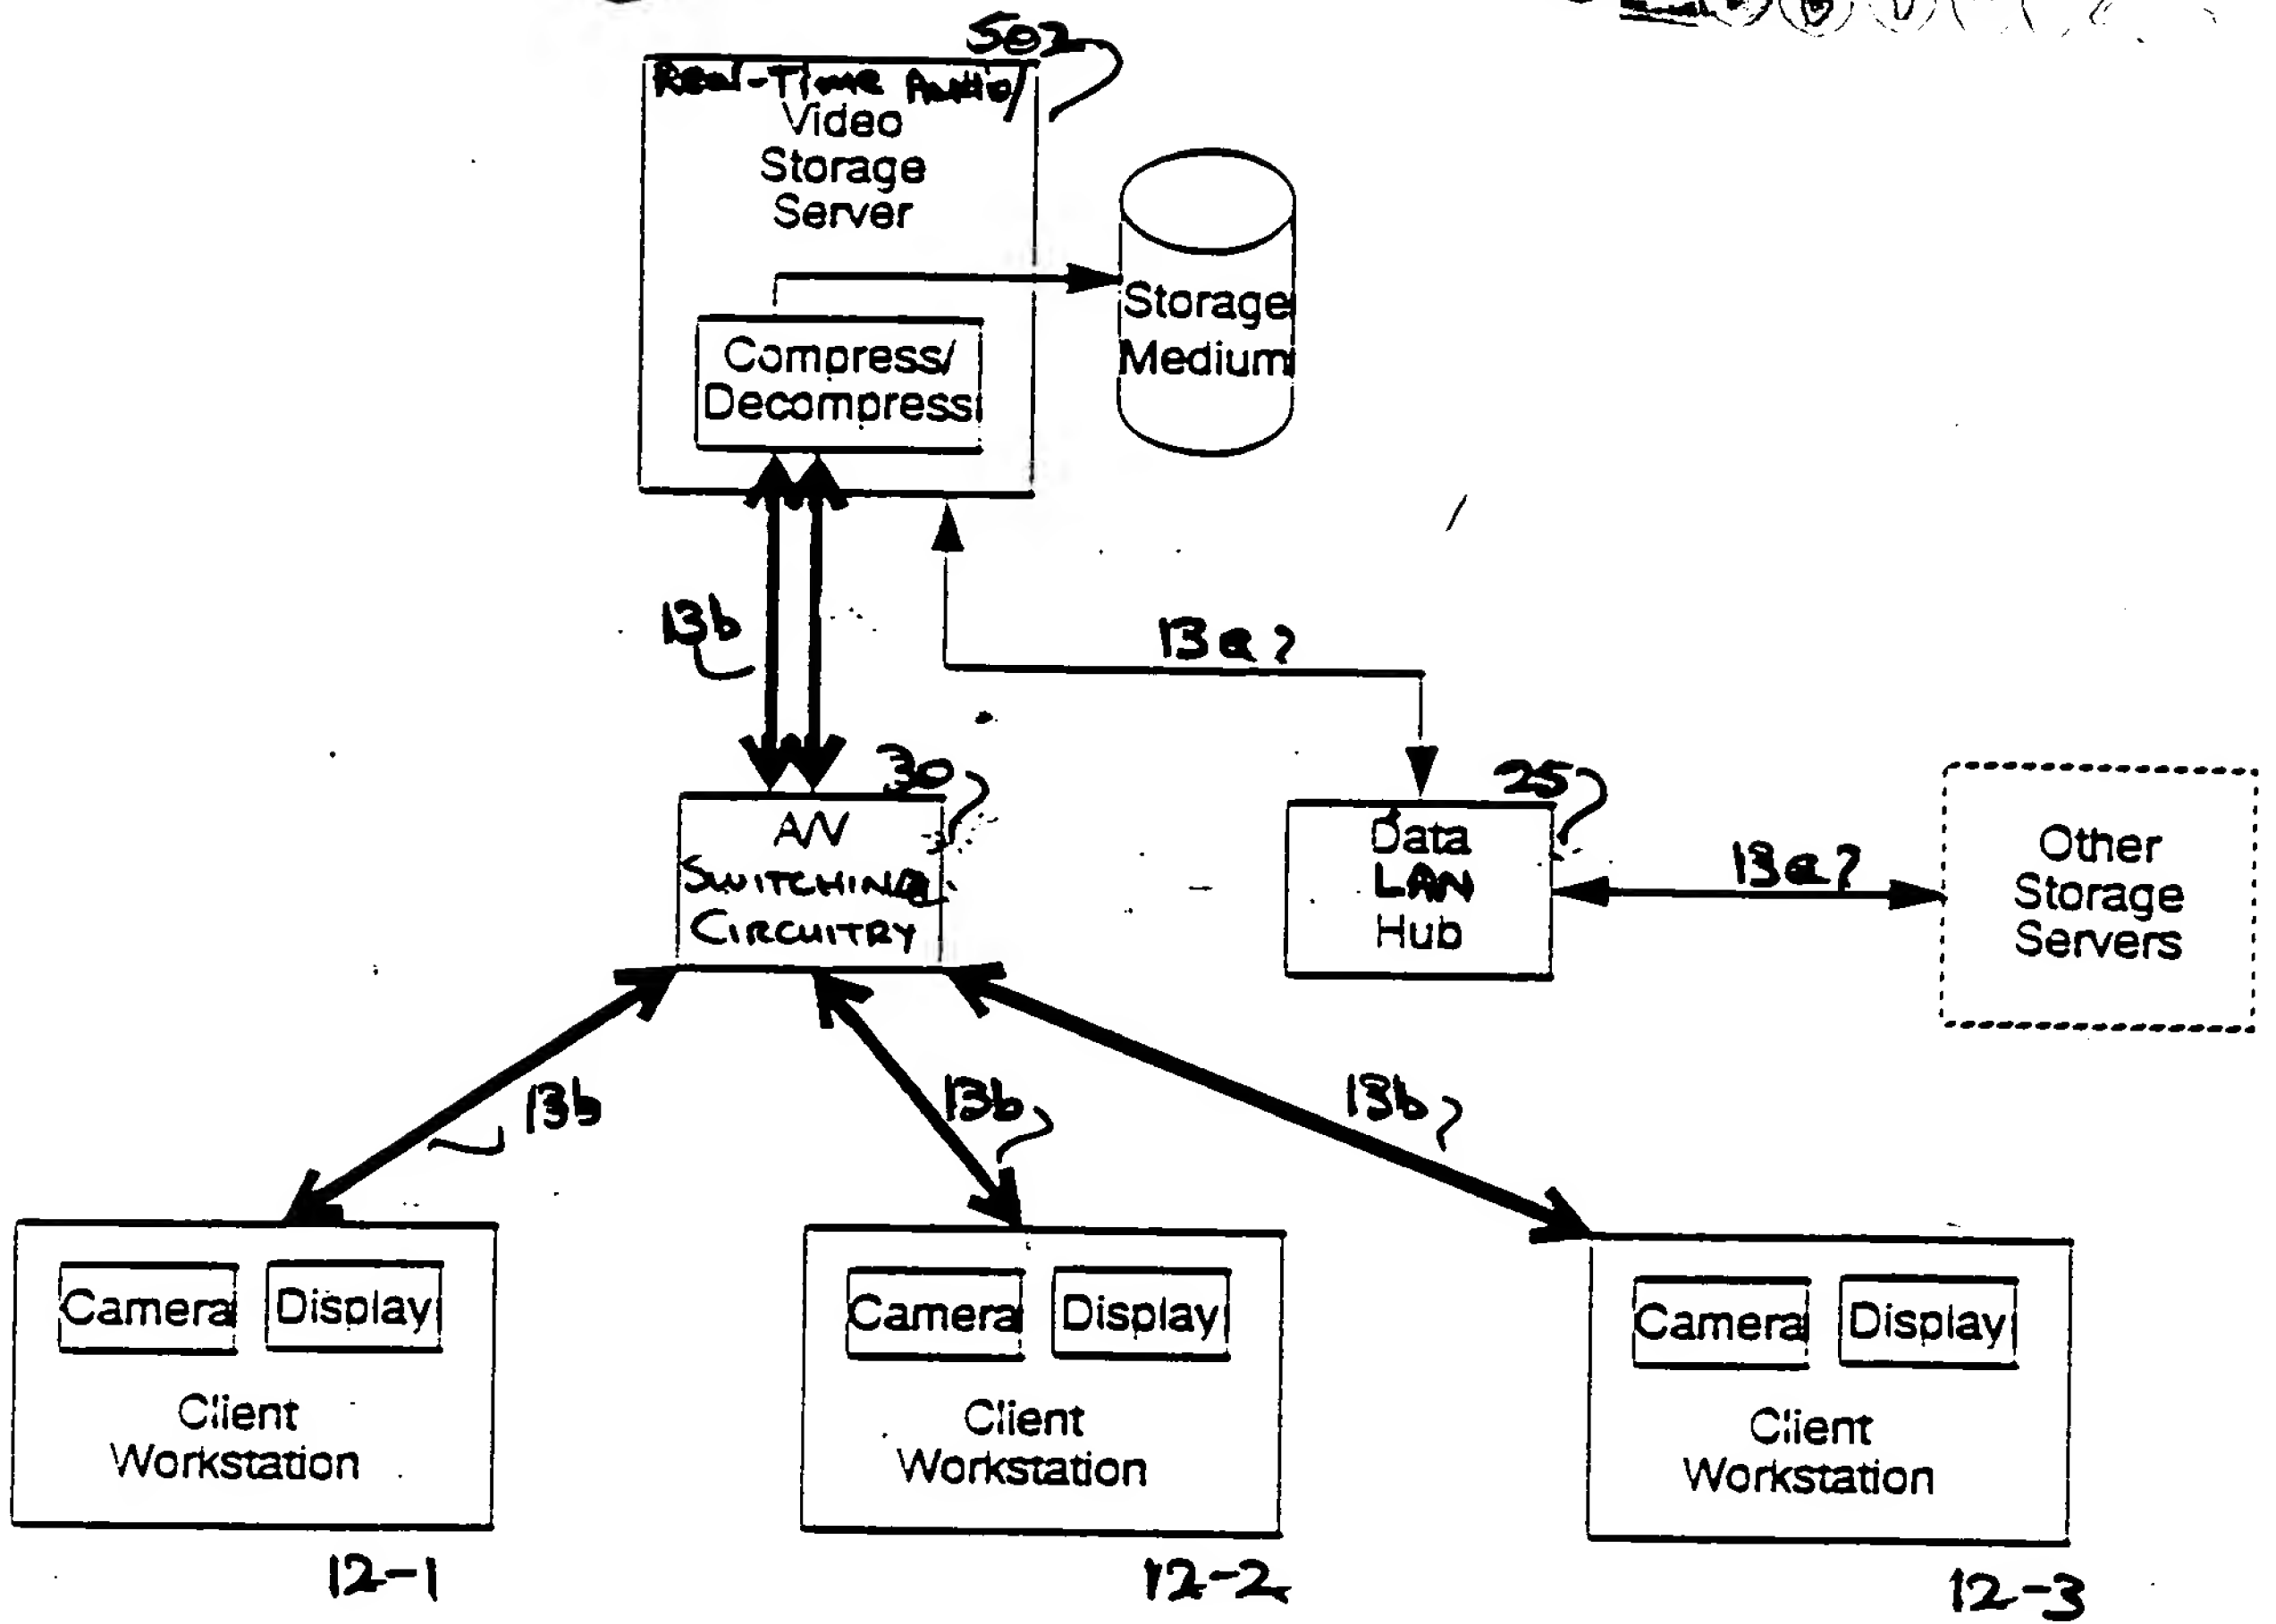 502
Real-Time Audio/
Video
Storage
Server
Storage
Medium
Compress/
Decompress
13b
13a
30
25
A/V
SWITCHING
CIRCUITRY
Data
LAN
Hub
13a
Other
Storage
Servers
13b
13b
13b
Camera
Display
Client
Workstation
12-1
Camera
Display
Client
Workstation
12-2
Camera
Display
Client
Workstation
12-3